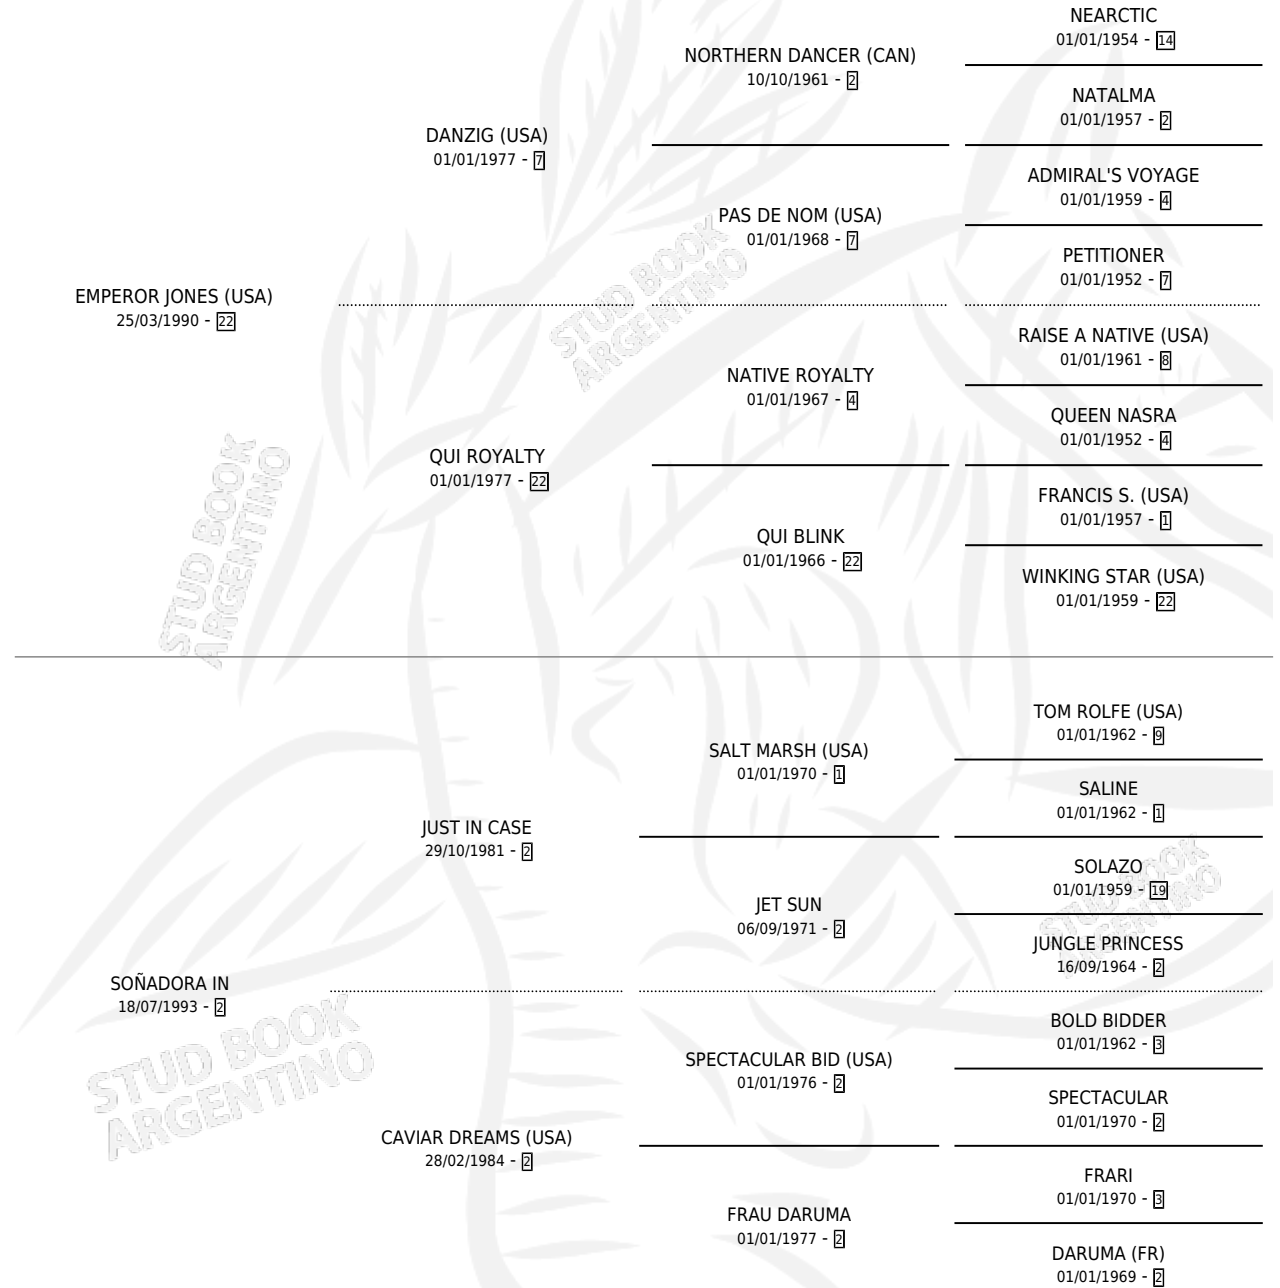 NEARCTIC
01/01/1954 - 14
NORTHERN DANCER (CAN)
10/10/1961 - 2
NATALMA
01/01/1957 - 2
DANZIG (USA)
01/01/1977 - 7
ADMIRAL'S VOYAGE
01/01/1959 - 4
PAS DE NOM (USA)
01/01/1968 - 7
PETITIONER
01/01/1952 - 7
EMPEROR JONES (USA)
25/03/1990 - 22
RAISE A NATIVE (USA)
01/01/1961 - 8
NATIVE ROYALTY
01/01/1967 - 4
QUEEN NASRA
01/01/1952 - 4
QUI ROYALTY
01/01/1977 - 22
FRANCIS S. (USA)
01/01/1957 - 1
QUI BLINK
01/01/1966 - 22
WINKING STAR (USA)
01/01/1959 - 22
STUD BOOK
ARGENTINO
STUD BOOK
ARGENTINO
TOM ROLFE (USA)
01/01/1962 - 9
SALT MARSH (USA)
01/01/1970 - 1
SALINE
01/01/1962 - 1
JUST IN CASE
29/10/1981 - 2
SOLAZO
01/01/1959 - 19
JET SUN
06/09/1971 - 2
JUNGLE PRINCESS
16/09/1964 - 2
STUD BOOK
ARGENTINO
SOÑADORA IN
18/07/1993 - 2
BOLD BIDDER
01/01/1962 - 3
SPECTACULAR BID (USA)
01/01/1976 - 2
SPECTACULAR
01/01/1970 - 2
CAVIAR DREAMS (USA)
28/02/1984 - 2
FRARI
01/01/1970 - 3
FRAU DARUMA
01/01/1977 - 2
DARUMA (FR)
01/01/1969 - 2
STUD BOOK
ARGENTINO